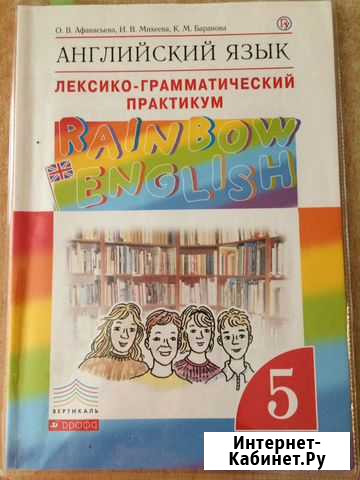 О. В. Афанасьева, И. В. Михеева, К. М. Баранова
АНГЛИЙСКИЙ ЯЗЫК
ЛЕКСИКО-ГРАММАТИЧЕСКИЙ
ПРАКТИКУМ
RAINBOW
ENGLISH
5
ВЕРТИКАЛЬ
дрофа
Интернет-
Кабинет.Ру